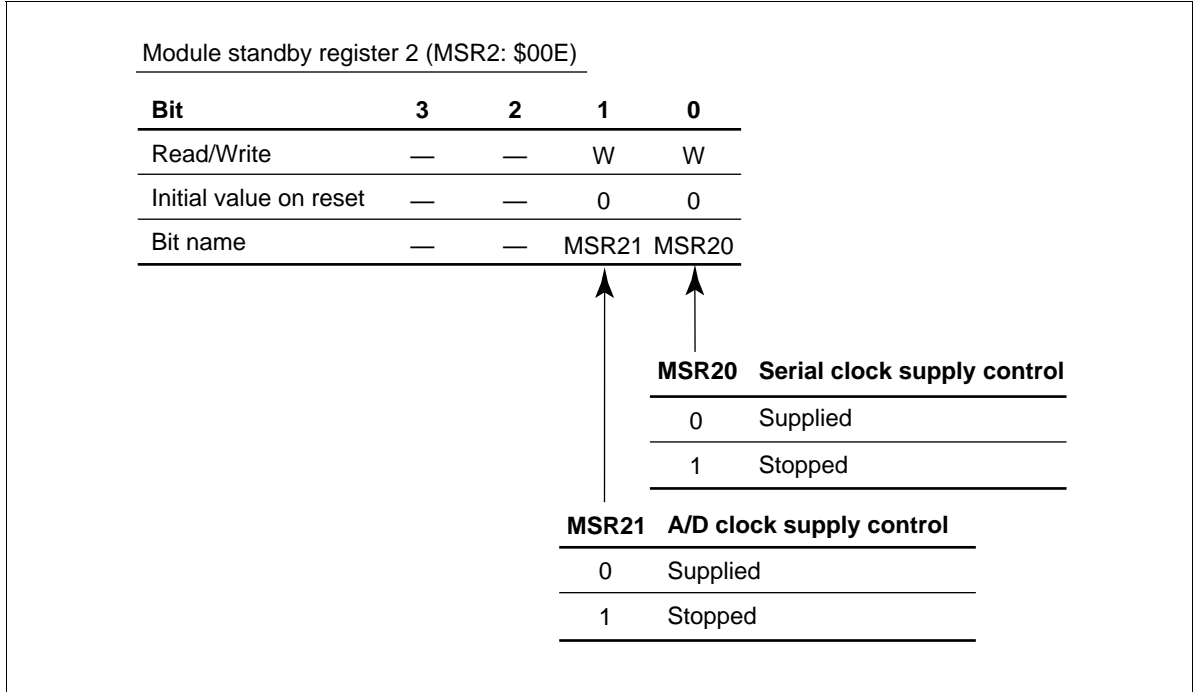 Module standby register 2 (MSR2: $00E)
Bit 3 2 1 0
Read/Write — — W W
Initial value on reset — — 0 0
Bit name — — MSR21 MSR20
MSR20 Serial clock supply control
0 Supplied
1 Stopped
MSR21 A/D clock supply control
0 Supplied
1 Stopped